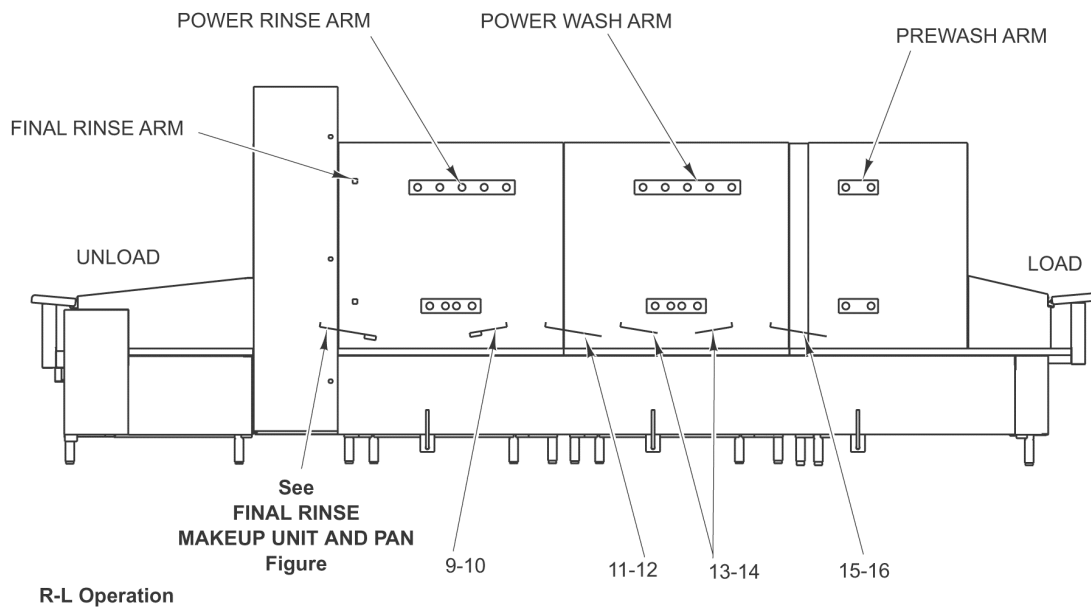 POWER RINSE ARM
POWER WASH ARM
PREWASH ARM
FINAL RINSE ARM
UNLOAD
LOAD
See
FINAL RINSE
MAKEUP UNIT AND PAN
Figure
9-10
11-12
13-14
15-16
R-L Operation